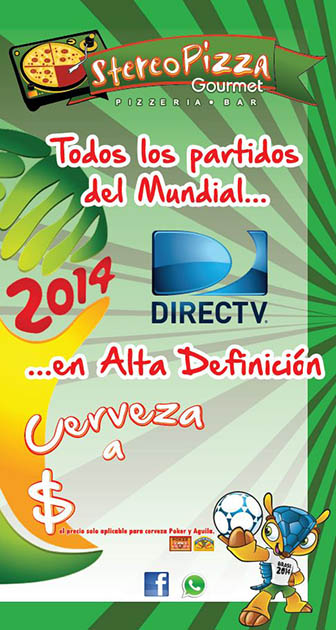 StereoPizza
Gourmet
PIZZERIA • BAR
Todos los partidos
del Mundial...
2014
DIRECTV
...en Alta Definición
Cerveza
a
$
el precio solo aplicable para cerveza Poker y Aguila.
BRASIL
2014